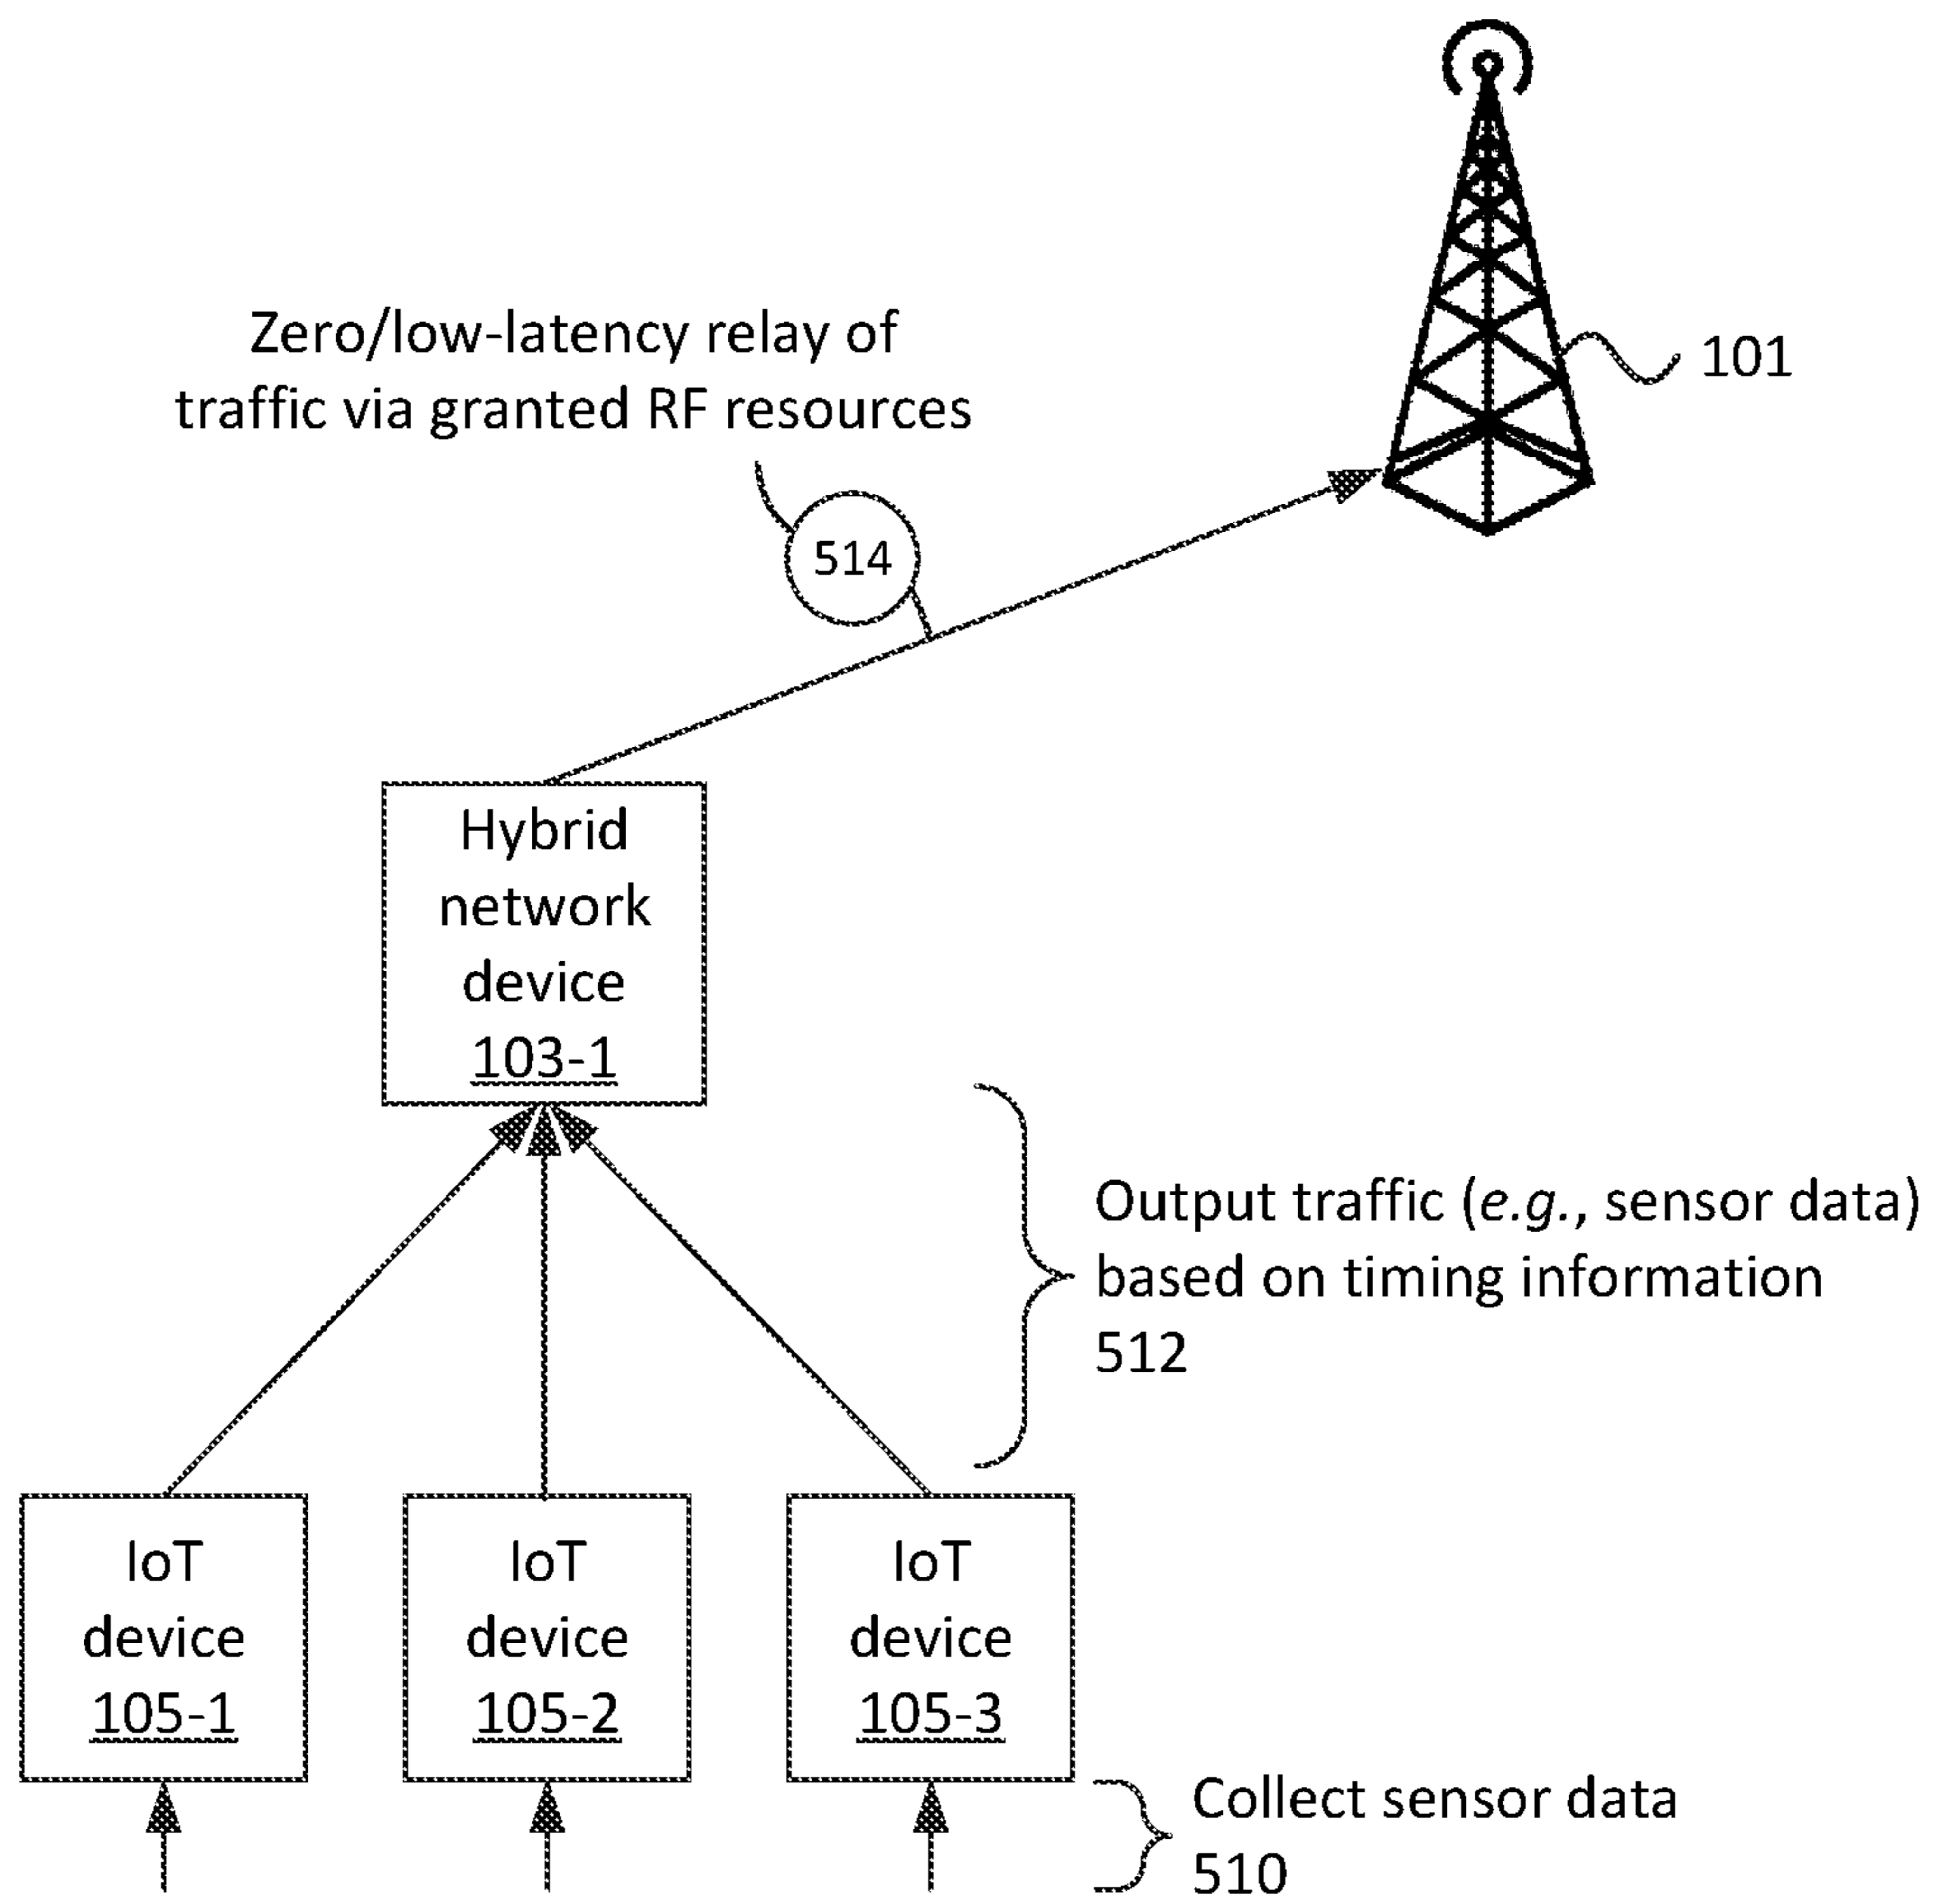 Zero/low-latency relay of
traffic via granted RF resources
101
514
Hybrid
network
device
103-1
Output traffic (e.g., sensor data)
based on timing information
512
IoT
device
105-1
IoT
device
105-2
IoT
device
105-3
Collect sensor data
510